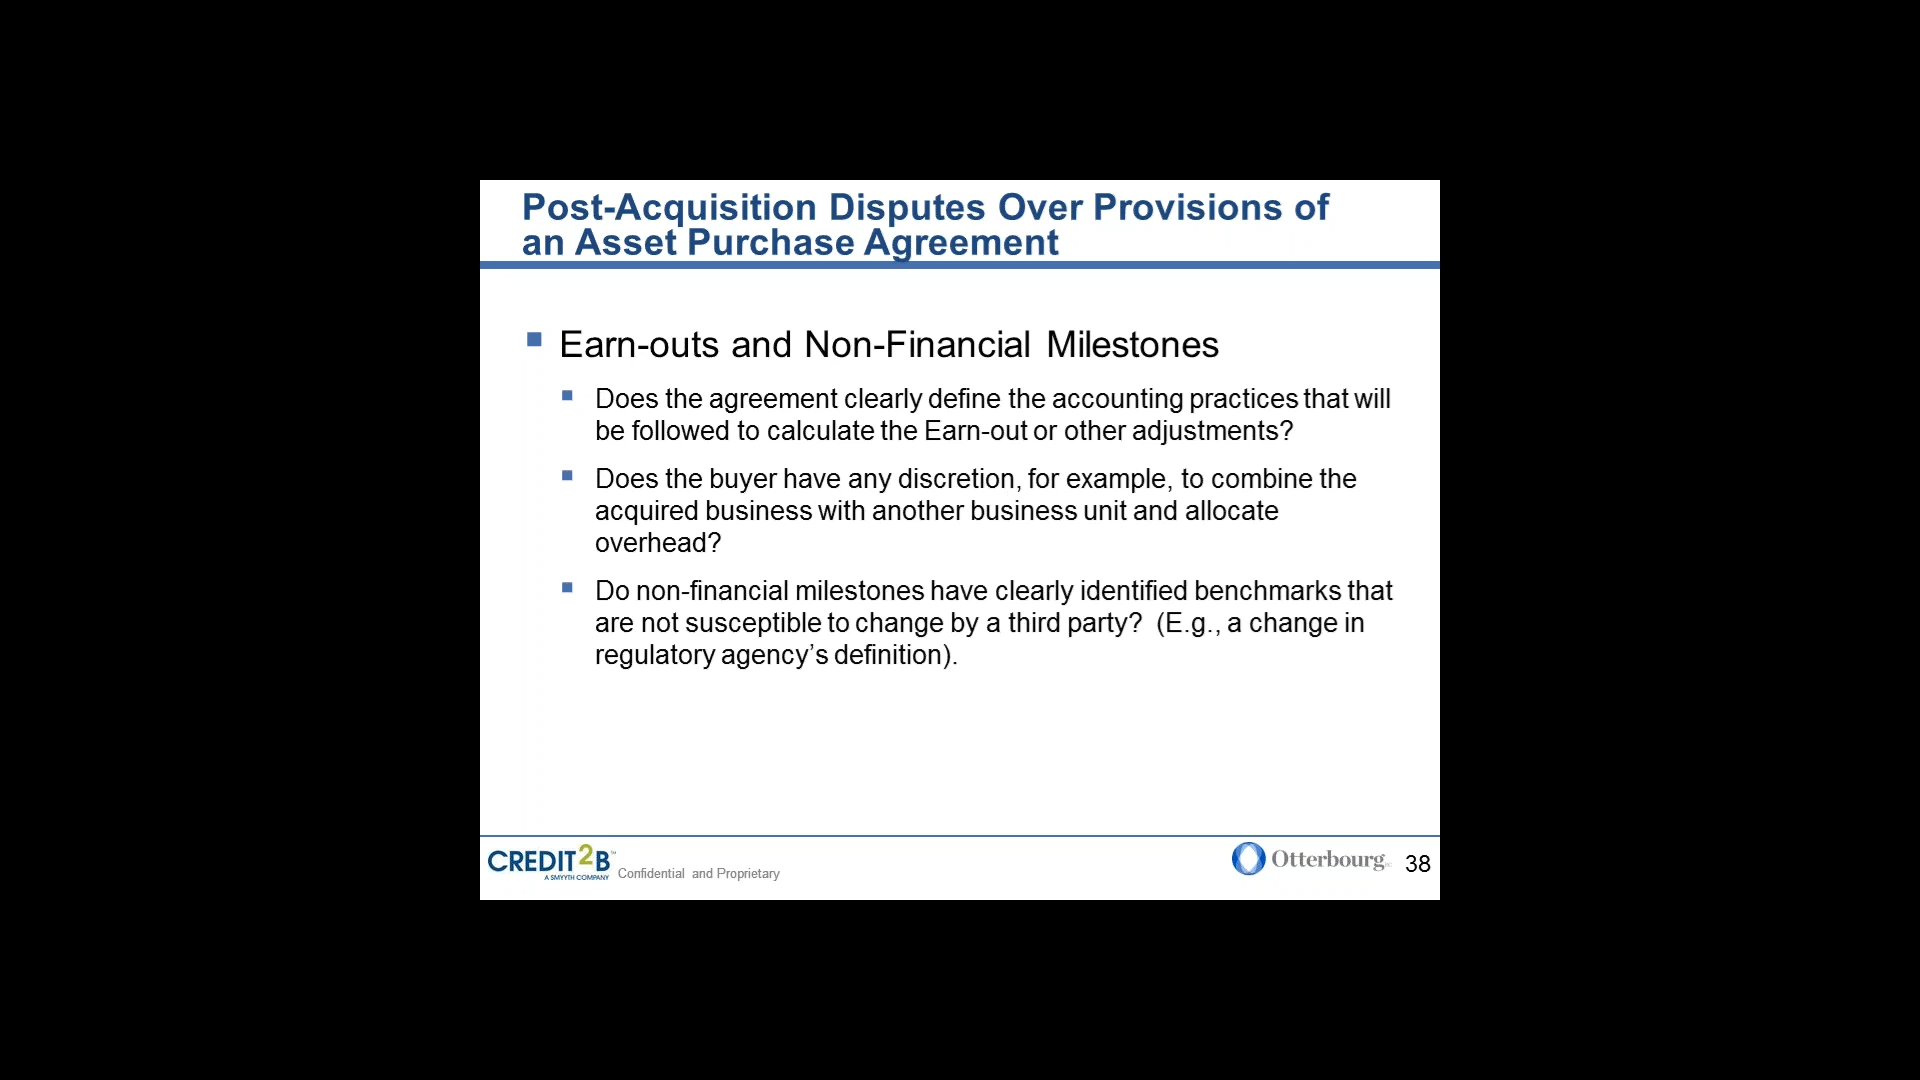 Post-Acquisition Disputes Over Provisions of
an Asset Purchase Agreement
Earn-outs and Non-Financial Milestones
Does the agreement clearly define the accounting practices that will
be followed to calculate the Earn-out or other adjustments?
Does the buyer have any discretion, for example, to combine the
acquired business with another business unit and allocate
overhead?
Do non-financial milestones have clearly identified benchmarks that
are not susceptible to change by a third party? (E.g., a change in
regulatory agency’s definition).
CREDIT2B
A SMYYTH COMPANY
Confidential and Proprietary
Otterbourg
38